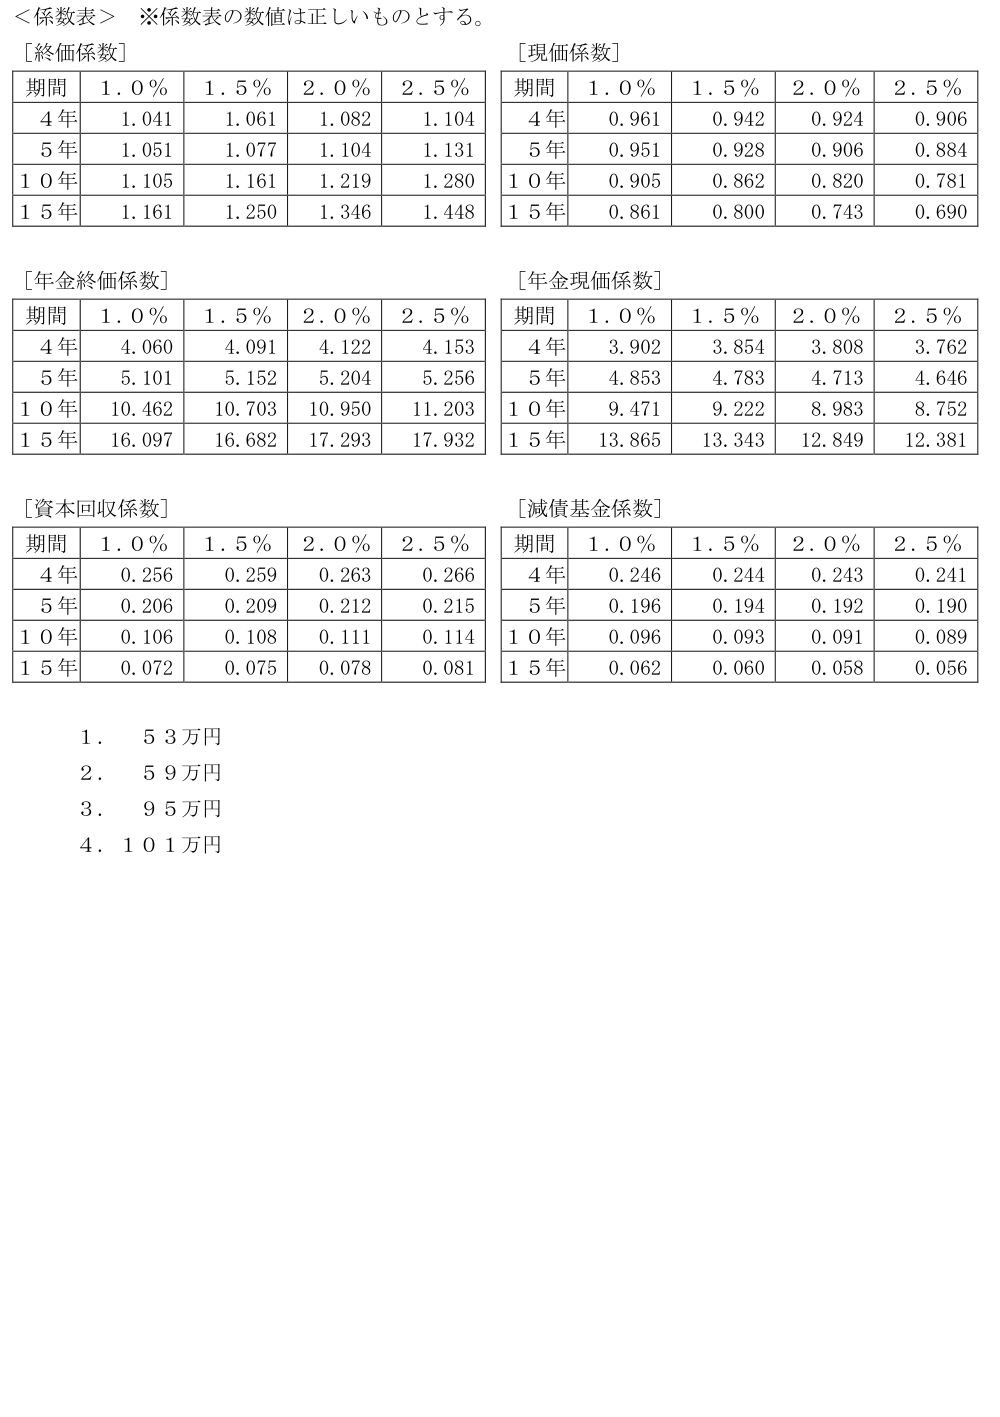 ＜係数表＞　※係数表の数値は正しいものとする。
［終価係数］　［現価係数］
期間　１.０％　１.５％　２.０％　２.５％　期間　１.０％　１.５％　２.０％　２.５％
４年　1.041　1.061　1.082　1.104　４年　0.961　0.942　0.924　0.906
５年　1.051　1.077　1.104　1.131　５年　0.951　0.928　0.906　0.884
１０年　1.105　1.161　1.219　1.280　１０年　0.905　0.862　0.820　0.781
１５年　1.161　1.250　1.346　1.448　１５年　0.861　0.800　0.743　0.690
［年金終価係数］　［年金現価係数］
期間　１.０％　１.５％　２.０％　２.５％　期間　１.０％　１.５％　２.０％　２.５％
４年　4.060　4.091　4.122　4.153　４年　3.902　3.854　3.808　3.762
５年　5.101　5.152　5.204　5.256　５年　4.853　4.783　4.713　4.646
１０年　10.462　10.703　10.950　11.203　１０年　9.471　9.222　8.983　8.752
１５年　16.097　16.682　17.293　17.932　１５年　13.865　13.343　12.849　12.381
［資本回収係数］　［減債基金係数］
期間　１.０％　１.５％　２.０％　２.５％　期間　１.０％　１.５％　２.０％　２.５％
４年　0.256　0.259　0.263　0.266　４年　0.246　0.244　0.243　0.241
５年　0.206　0.209　0.212　0.215　５年　0.196　0.194　0.192　0.190
１０年　0.106　0.108　0.111　0.114　１０年　0.096　0.093　0.091　0.089
１５年　0.072　0.075　0.078　0.081　１５年　0.062　0.060　0.058　0.056
１.　５３万円
２.　５９万円
３.　９５万円
４.１０１万円